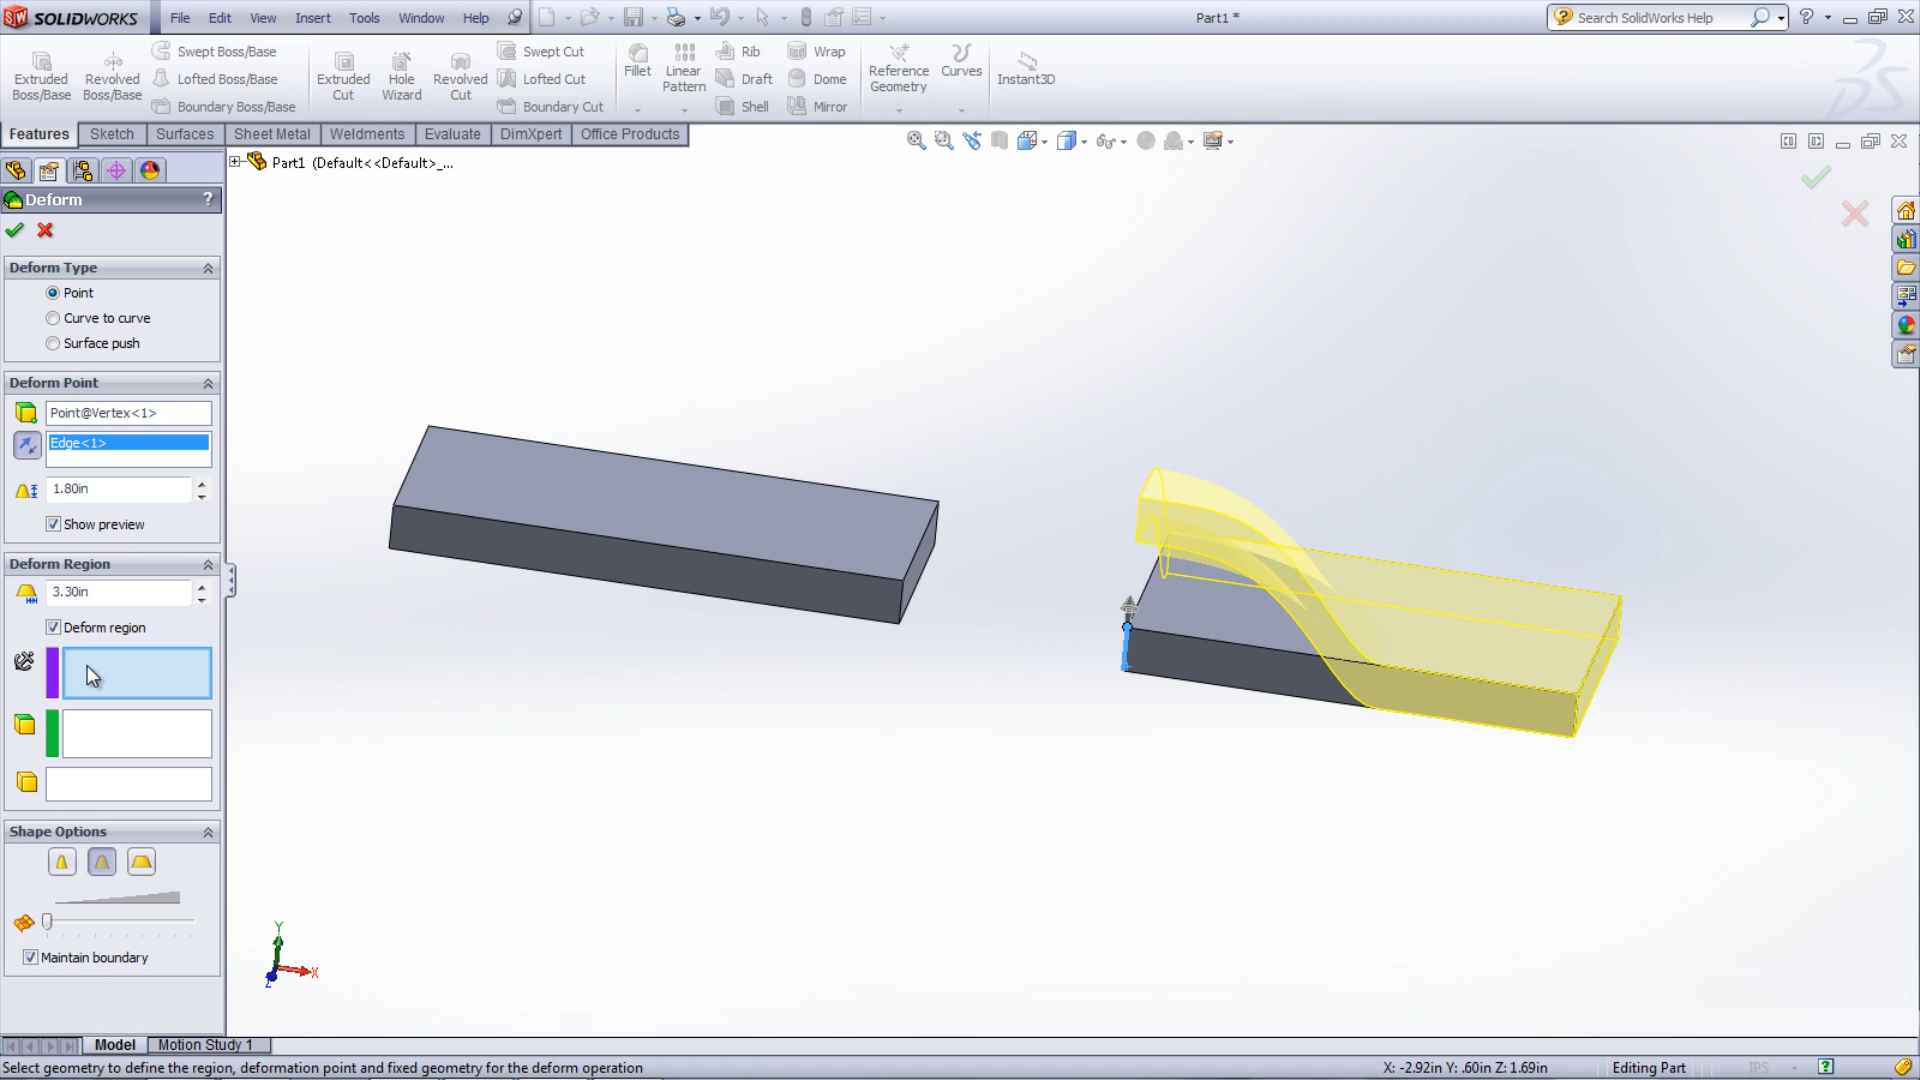 SOLIDWORKS File Edit View Insert Tools Window Help Part1 * Search SolidWorks Help
Extruded Boss/Base
Revolved Boss/Base
Swept Boss/Base
Lofted Boss/Base
Boundary Boss/Base
Extruded Cut
Hole Wizard
Revolved Cut
Swept Cut
Lofted Cut
Boundary Cut
Fillet
Linear Pattern
Rib
Draft
Shell
Wrap
Dome
Mirror
Reference Geometry
Curves
Instant3D
Features Sketch Surfaces Sheet Metal Weldments Evaluate DimXpert Office Products
Part1 (Default<<Default>_...
Deform ?
Deform Type
Point
Curve to curve
Surface push
Deform Point
Point@Vertex<1>
Edge<1>
1.80in
Show preview
Deform Region
3.30in
Deform region
Shape Options
Maintain boundary
Y
X
Z
Model Motion Study 1
Select geometry to define the region, deformation point and fixed geometry for the deform operation X: -2.92in Y: .60in Z: 1.69in Editing Part IPS